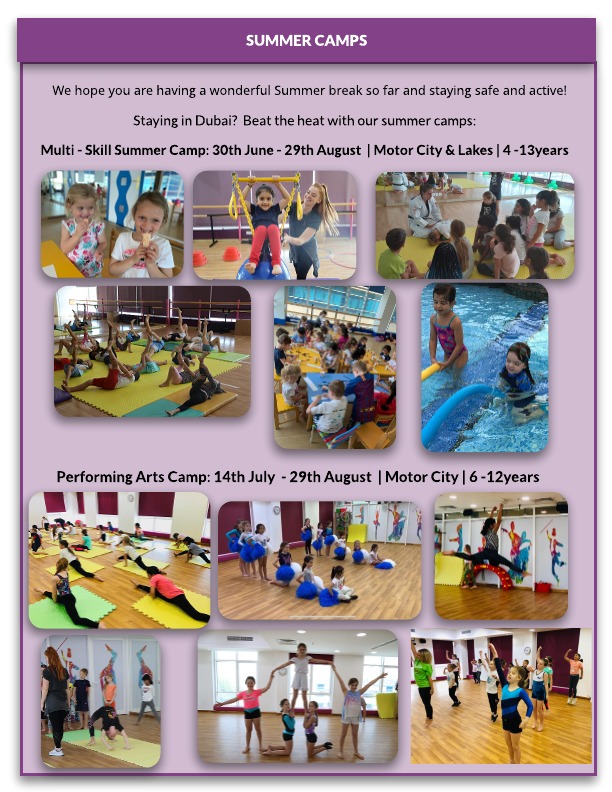 SUMMER CAMPS
We hope you are having a wonderful Summer break so far and staying safe and active!
Staying in Dubai? Beat the heat with our summer camps:
Multi - Skill Summer Camp: 30th June - 29th August | Motor City & Lakes | 4 -13years
Performing Arts Camp: 14th July - 29th August | Motor City | 6 -12years